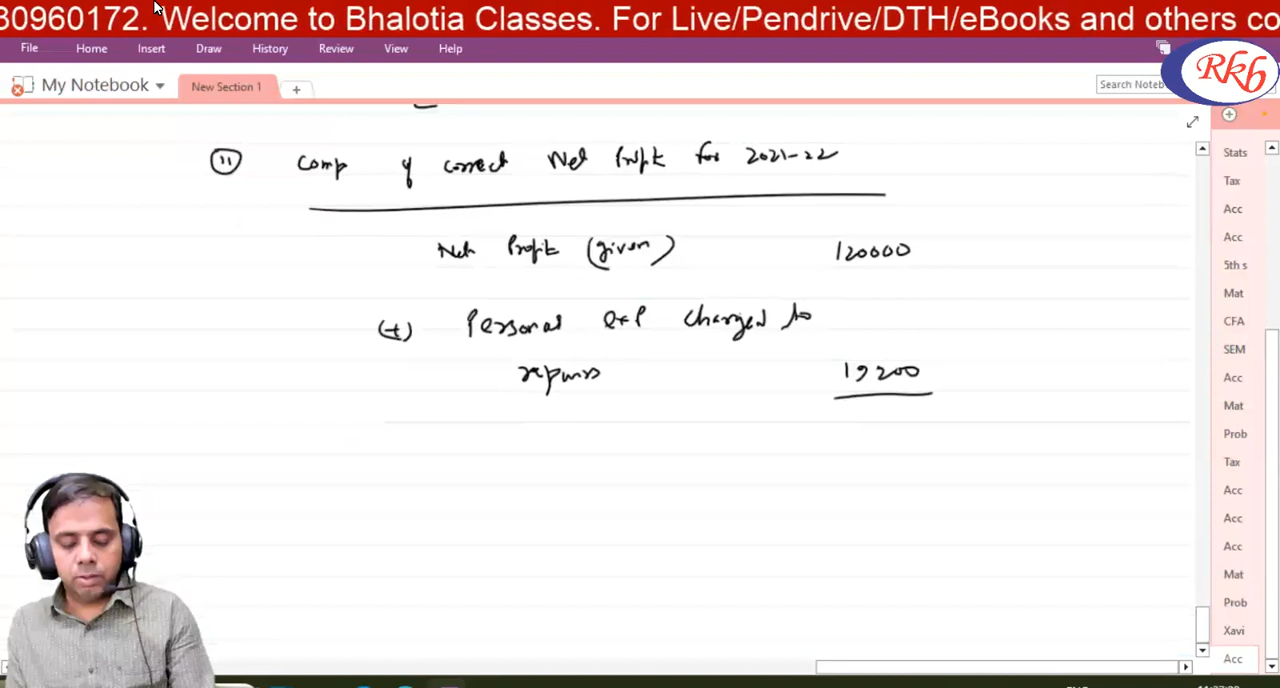 30960172. Welcome to Bhalotia Classes. For Live/Pendrive/DTH/eBooks and others co
File Home Insert Draw History Review View Help
Rkb
My Notebook New Section 1 +
Search Noteb
11 Comp of correct Net Profit for 2021-22
Net Profit (given) 120000
(+) Personal exp charged to
repairs 19200
Stats
Tax
Acc
Acc
5th s
Mat
CFA
SEM
Acc
Mat
Prob
Tax
Acc
Acc
Acc
Mat
Prob
Xavi
Acc